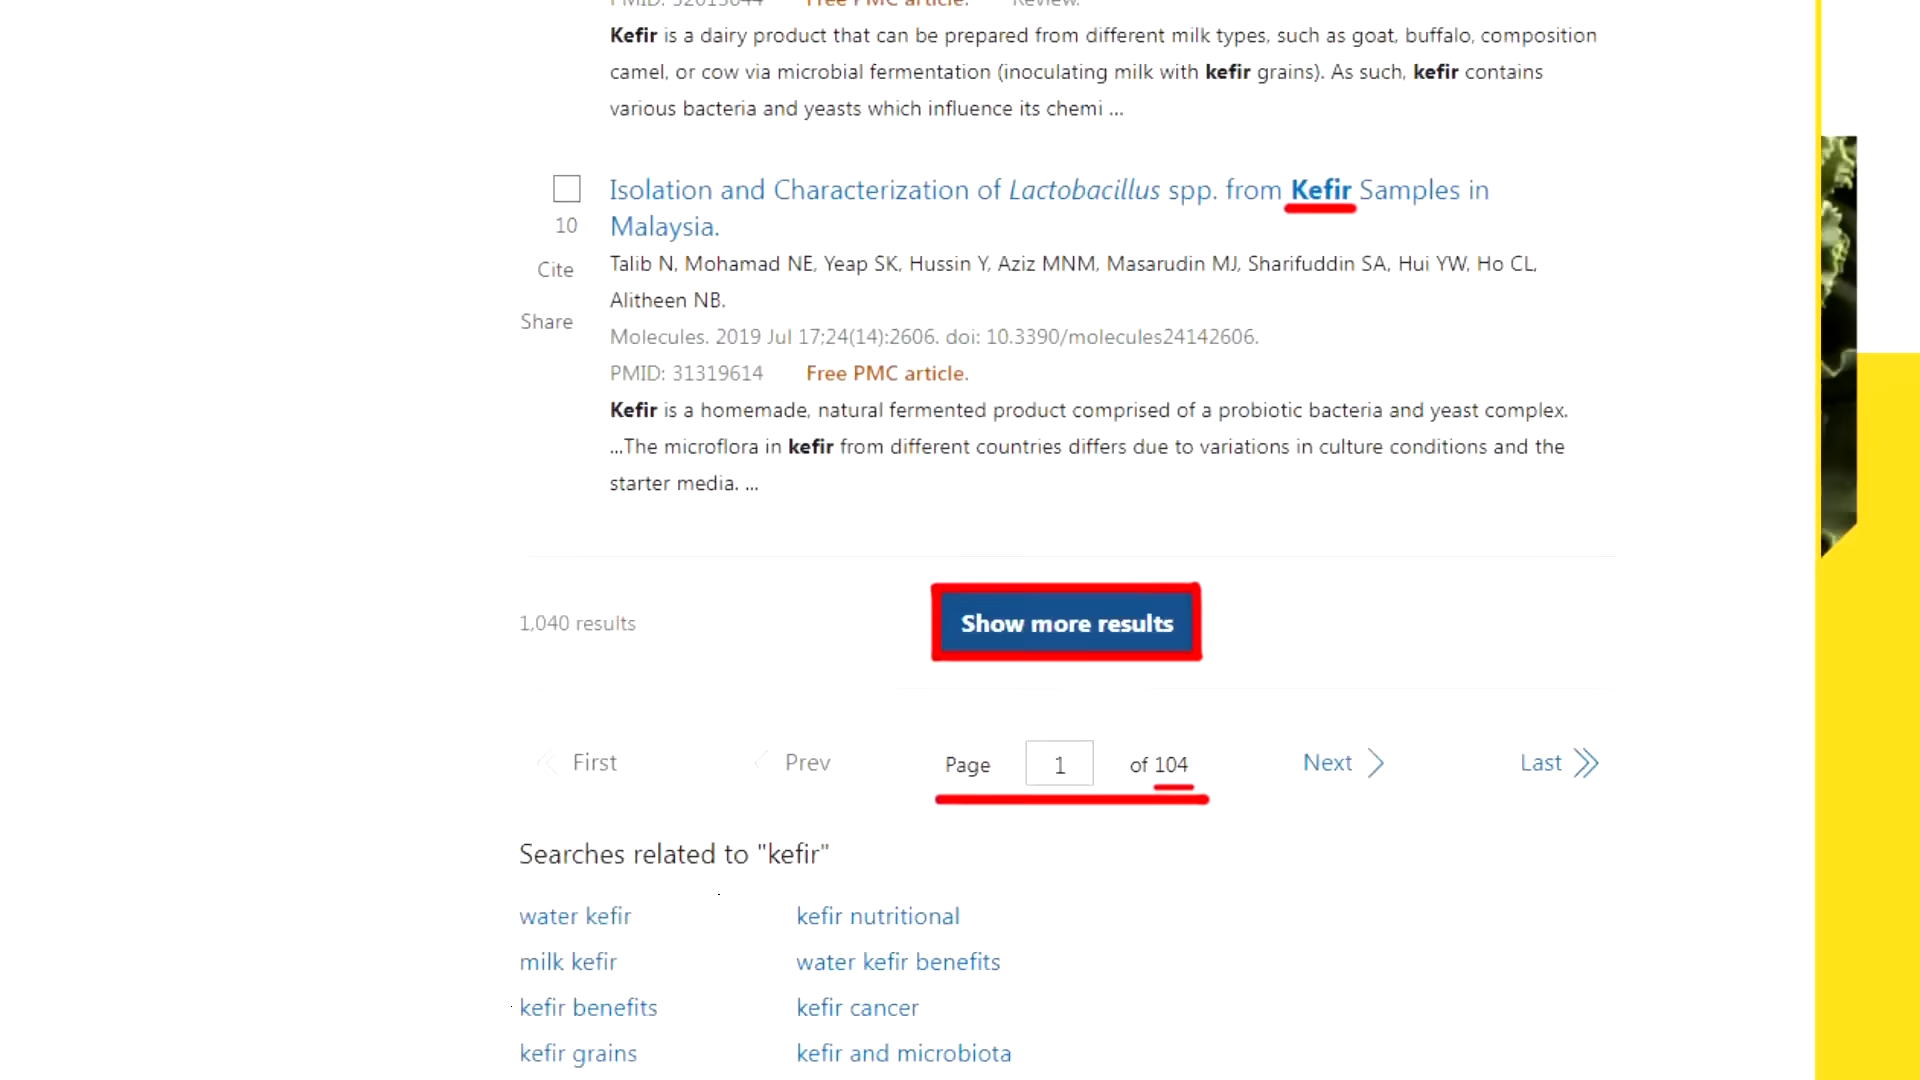 Free PMC article. Review.
Kefir is a dairy product that can be prepared from different milk types, such as goat, buffalo, composition
camel, or cow via microbial fermentation (inoculating milk with kefir grains). As such, kefir contains
various bacteria and yeasts which influence its chemi ...
Isolation and Characterization of Lactobacillus spp. from Kefir Samples in
Malaysia.
10
Cite
Share
Talib N, Mohamad NE, Yeap SK, Hussin Y, Aziz MNM, Masarudin MJ, Sharifuddin SA, Hui YW, Ho CL,
Alitheen NB.
Molecules. 2019 Jul 17;24(14):2606. doi: 10.3390/molecules24142606.
PMID: 31319614 Free PMC article.
Kefir is a homemade, natural fermented product comprised of a probiotic bacteria and yeast complex.
...The microflora in kefir from different countries differs due to variations in culture conditions and the
starter media. ...
1,040 results
Show more results
First Prev Page 1 of 104 Next Last
Searches related to "kefir"
water kefir kefir nutritional
milk kefir water kefir benefits
kefir benefits kefir cancer
kefir grains kefir and microbiota